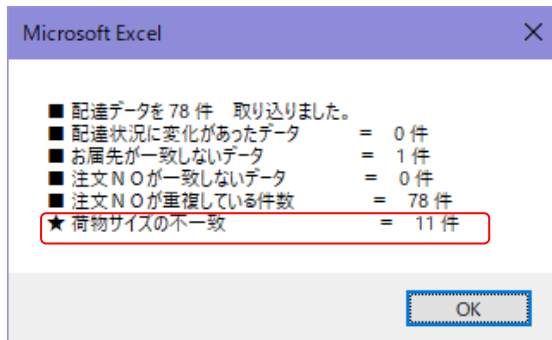 Microsoft Excel
■ 配達データを 78 件　取り込りました。
■ 配達状況に変化があったデータ　　　= 0 件
■ お届先が一致しないデータ　　　= 1 件
■ 注文ＮＯが一致しないデータ　　　= 0 件
■ 注文ＮＯが重複している件数　　　= 78 件
★ 荷物サイズの不一致　　　= 11 件
OK